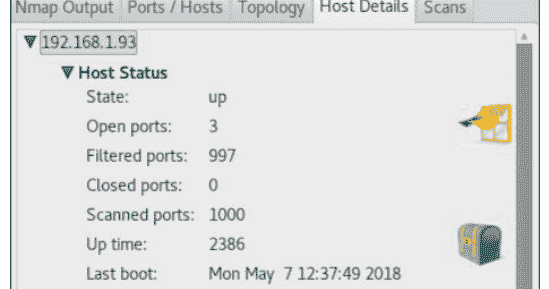 Nmap Output Ports / Hosts Topology Host Details Scans
192.168.1.93
Host Status
State: up
Open ports: 3
Filtered ports: 997
Closed ports: 0
Scanned ports: 1000
Up time: 2386
Last boot: Mon May 7 12:37:49 2018